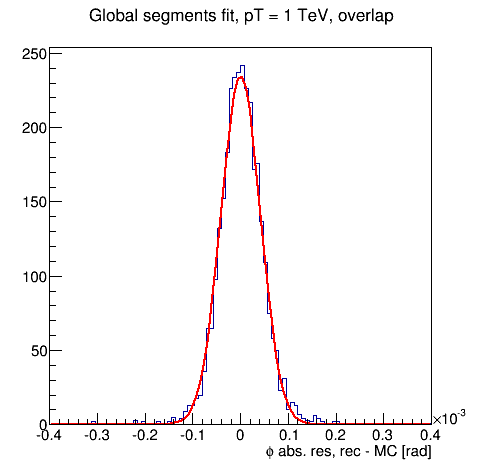 Global segments fit, pT = 1 TeV, overlap
250
200
150
100
50
0
-0.4 -0.3 -0.2 -0.1 0 0.1 0.2 0.3 0.4
×10⁻³
ϕ abs. res, rec - MC [rad]